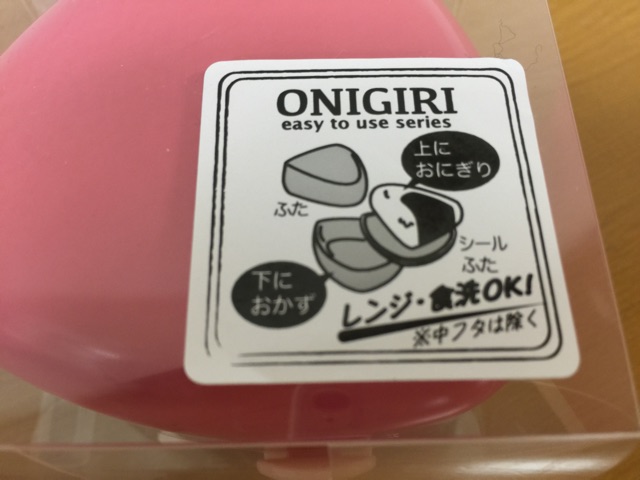 ONIGIRI
easy to use series
上に
おにぎり
ふた
シール
ふた
下に
おかず
レンジ・食洗OK!
※中フタは除く